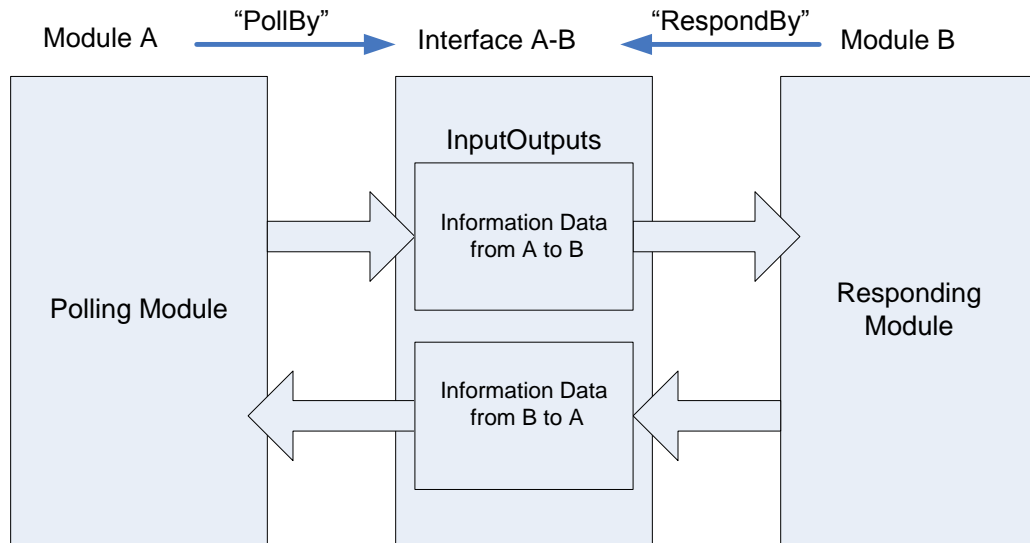 “PollBy”
“RespondBy”
Module A
Interface A-B
Module B
InputOutputs
Information Data
from A to B
Polling Module
Responding
Module
Information Data
from B to A